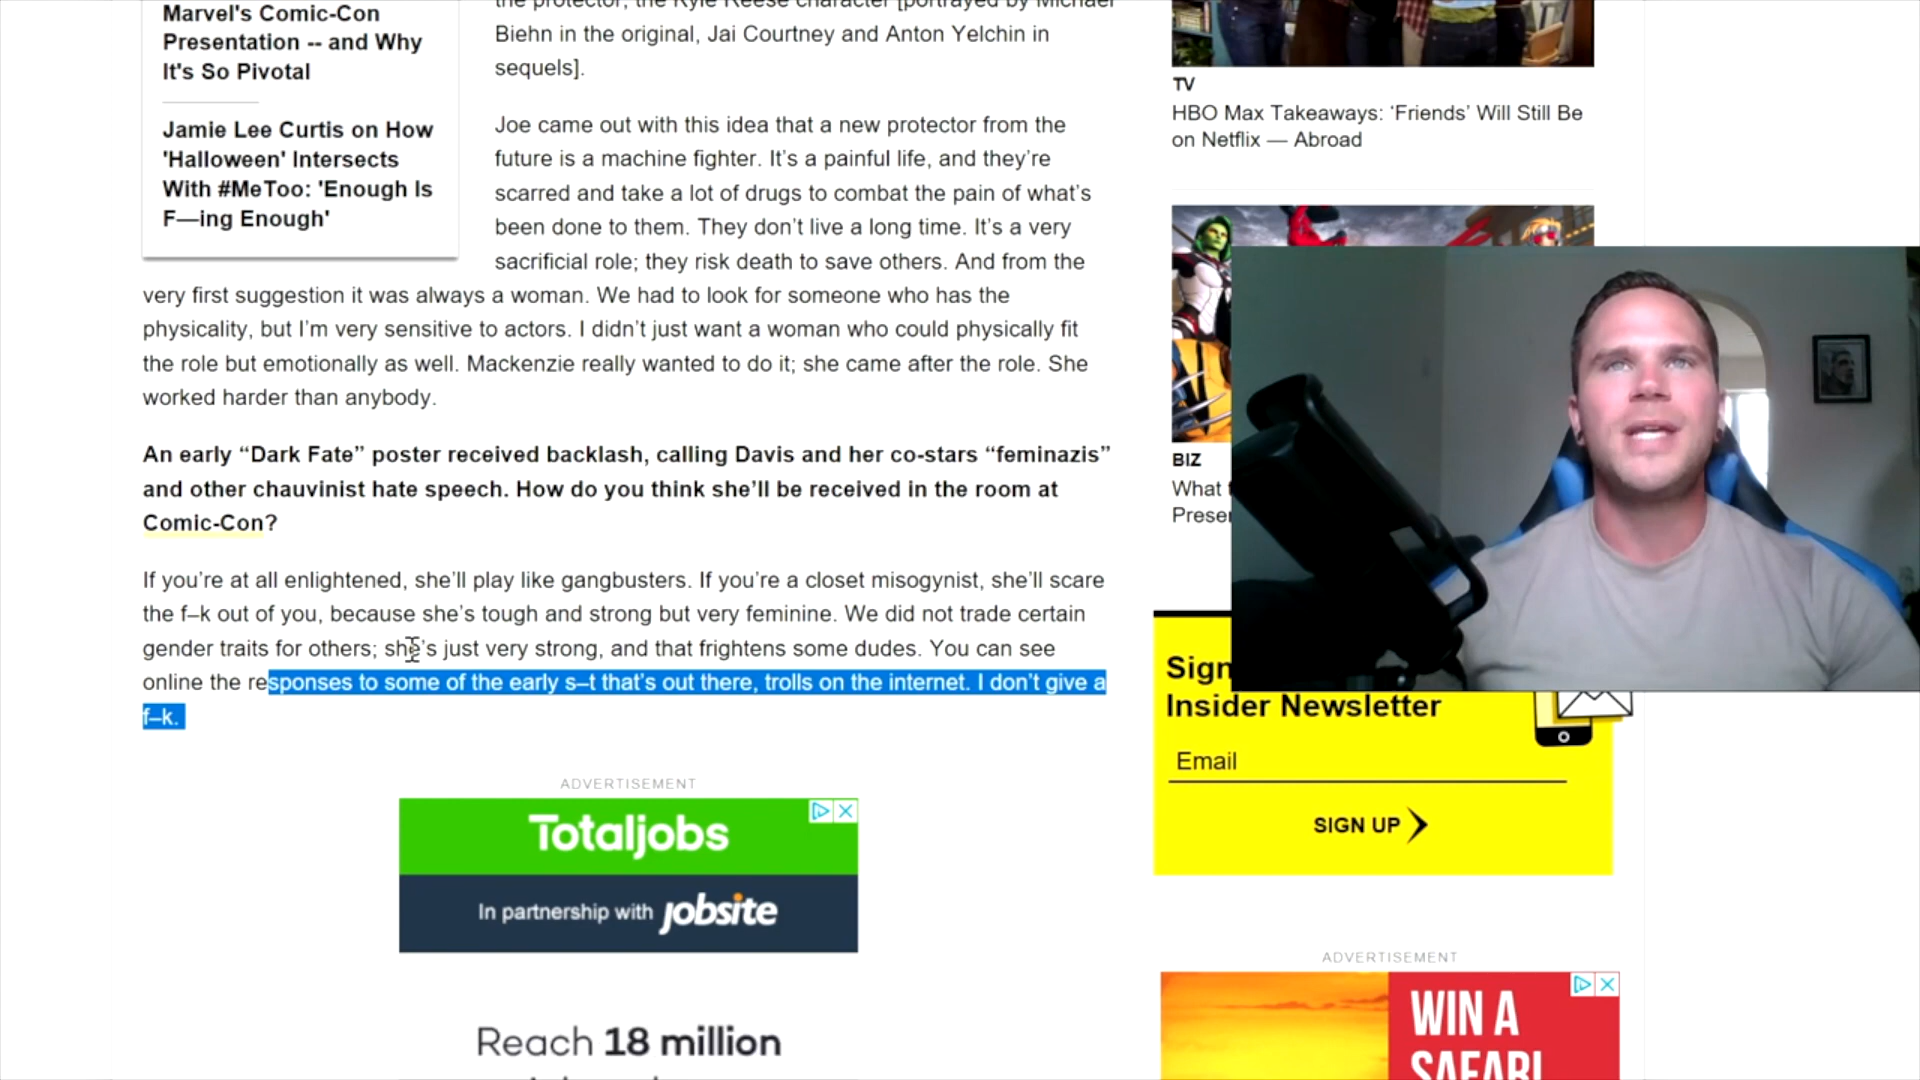 Marvel's Comic-Con
Presentation -- and Why
It's So Pivotal
Jamie Lee Curtis on How
'Halloween' Intersects
With #MeToo: 'Enough Is
F—ing Enough'
the protector, the Kyle Reese character [portrayed by Michael
Biehn in the original, Jai Courtney and Anton Yelchin in
sequels].
Joe came out with this idea that a new protector from the
future is a machine fighter. It’s a painful life, and they’re
scarred and take a lot of drugs to combat the pain of what’s
been done to them. They don’t live a long time. It’s a very
sacrificial role; they risk death to save others. And from the
very first suggestion it was always a woman. We had to look for someone who has the
physicality, but I’m very sensitive to actors. I didn’t just want a woman who could physically fit
the role but emotionally as well. Mackenzie really wanted to do it; she came after the role. She
worked harder than anybody.
An early “Dark Fate” poster received backlash, calling Davis and her co-stars “feminazis”
and other chauvinist hate speech. How do you think she’ll be received in the room at
Comic-Con?
If you’re at all enlightened, she’ll play like gangbusters. If you’re a closet misogynist, she’ll scare
the f–k out of you, because she’s tough and strong but very feminine. We did not trade certain
gender traits for others; she’s just very strong, and that frightens some dudes. You can see
online the responses to some of the early s–t that’s out there, trolls on the internet. I don’t give a
f–k.
ADVERTISEMENT
Totaljobs
In partnership with jobsite
Reach 18 million
TV
HBO Max Takeaways: ‘Friends’ Will Still Be
on Netflix — Abroad
BIZ
What
Sign
Insider Newsletter
Email
SIGN UP
ADVERTISEMENT
WIN A
SAFARI